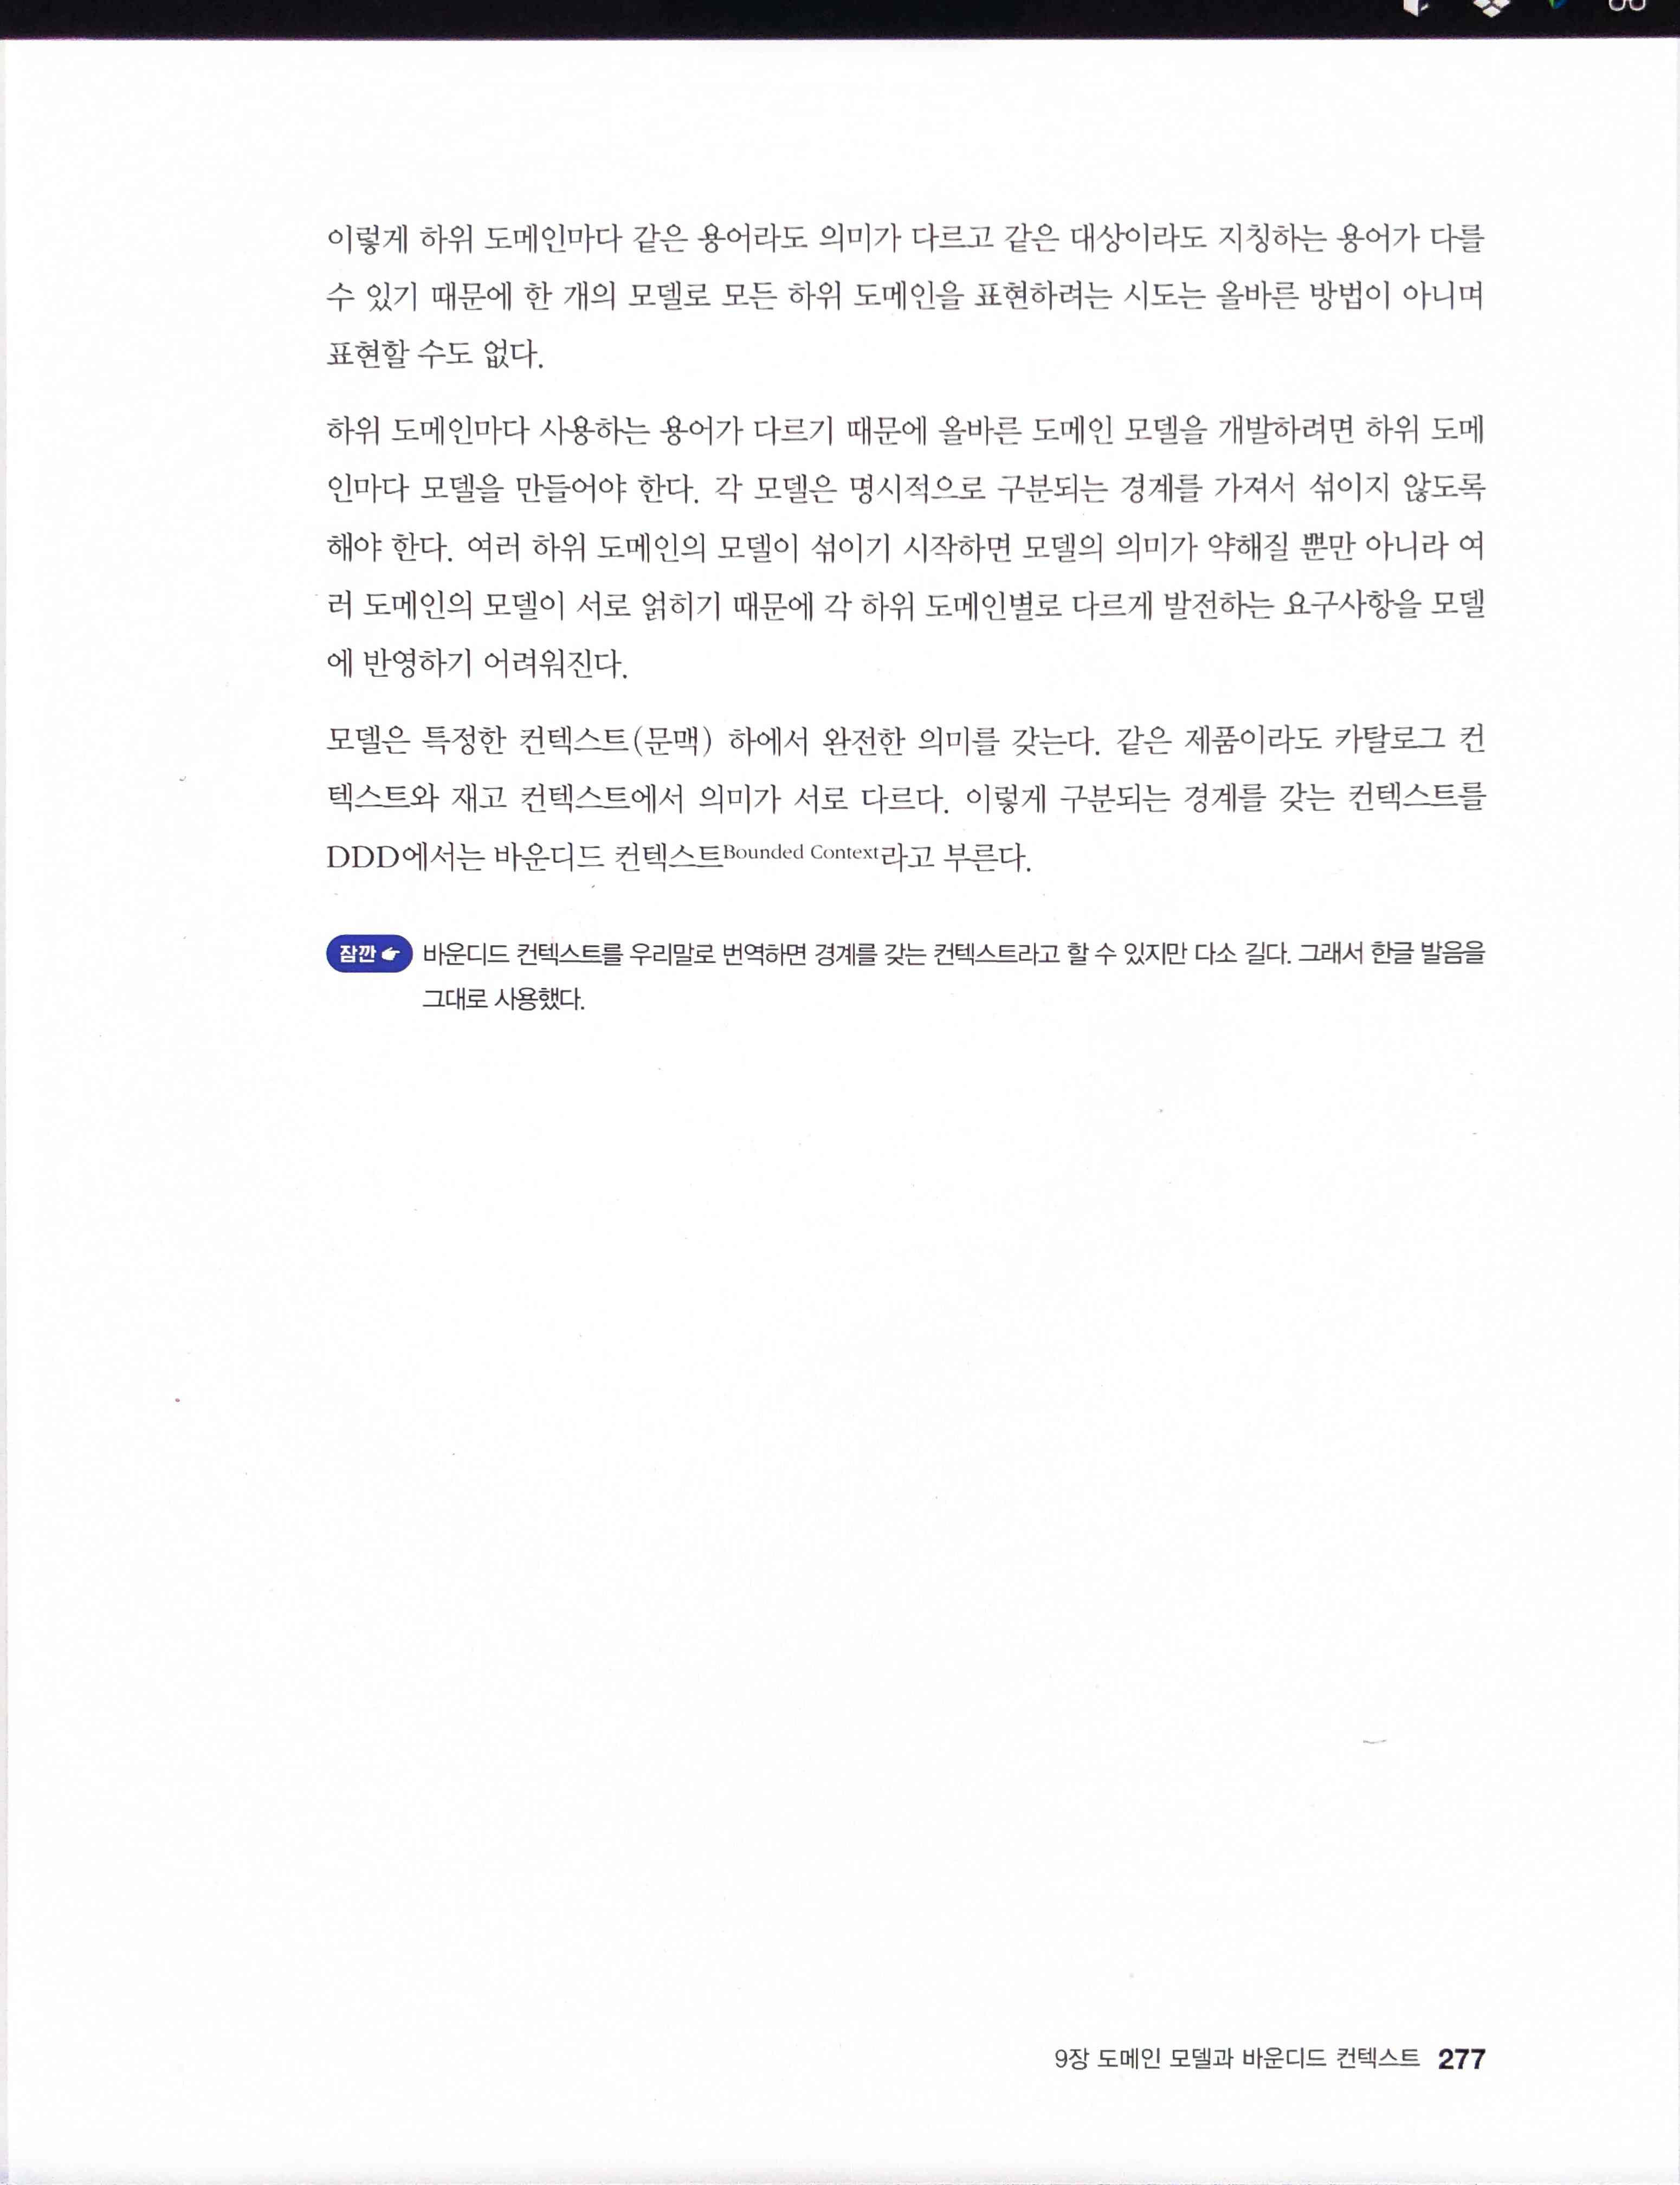 이렇게 하위 도메인마다 같은 용어라도 의미가 다르고 같은 대상이라도 지칭하는 용어가 다를
수 있기 때문에 한 개의 모델로 모든 하위 도메인을 표현하려는 시도는 올바른 방법이 아니며
표현할 수도 없다.
하위 도메인마다 사용하는 용어가 다르기 때문에 올바른 도메인 모델을 개발하려면 하위 도메
인마다 모델을 만들어야 한다. 각 모델은 명시적으로 구분되는 경계를 가져서 섞이지 않도록
해야 한다. 여러 하위 도메인의 모델이 섞이기 시작하면 모델의 의미가 약해질 뿐만 아니라 여
러 도메인의 모델이 서로 얽히기 때문에 각 하위 도메인별로 다르게 발전하는 요구사항을 모델
에 반영하기 어려워진다.
모델은 특정한 컨텍스트(문맥) 하에서 완전한 의미를 갖는다. 같은 제품이라도 카탈로그 컨
텍스트와 재고 컨텍스트에서 의미가 서로 다르다. 이렇게 구분되는 경계를 갖는 컨텍스트를
DDD에서는 바운디드 컨텍스트Bounded Context라고 부른다.
잠깐 바운디드 컨텍스트를 우리말로 번역하면 경계를 갖는 컨텍스트라고 할 수 있지만 다소 길다. 그래서 한글 발음을
그대로 사용했다.
9장 도메인 모델과 바운디드 컨텍스트 277